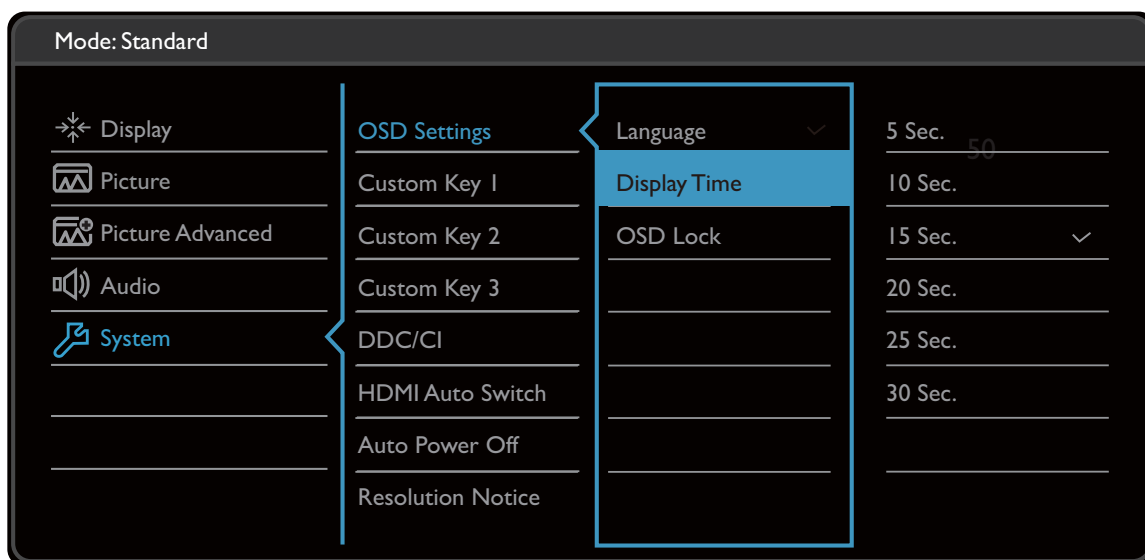 Mode: Standard
Display
Picture
Picture Advanced
Audio
System
OSD Settings
Custom Key 1
Custom Key 2
Custom Key 3
DDC/CI
HDMI Auto Switch
Auto Power Off
Resolution Notice
Language
Display Time
OSD Lock
5 Sec.
50
10 Sec.
15 Sec.
20 Sec.
25 Sec.
30 Sec.